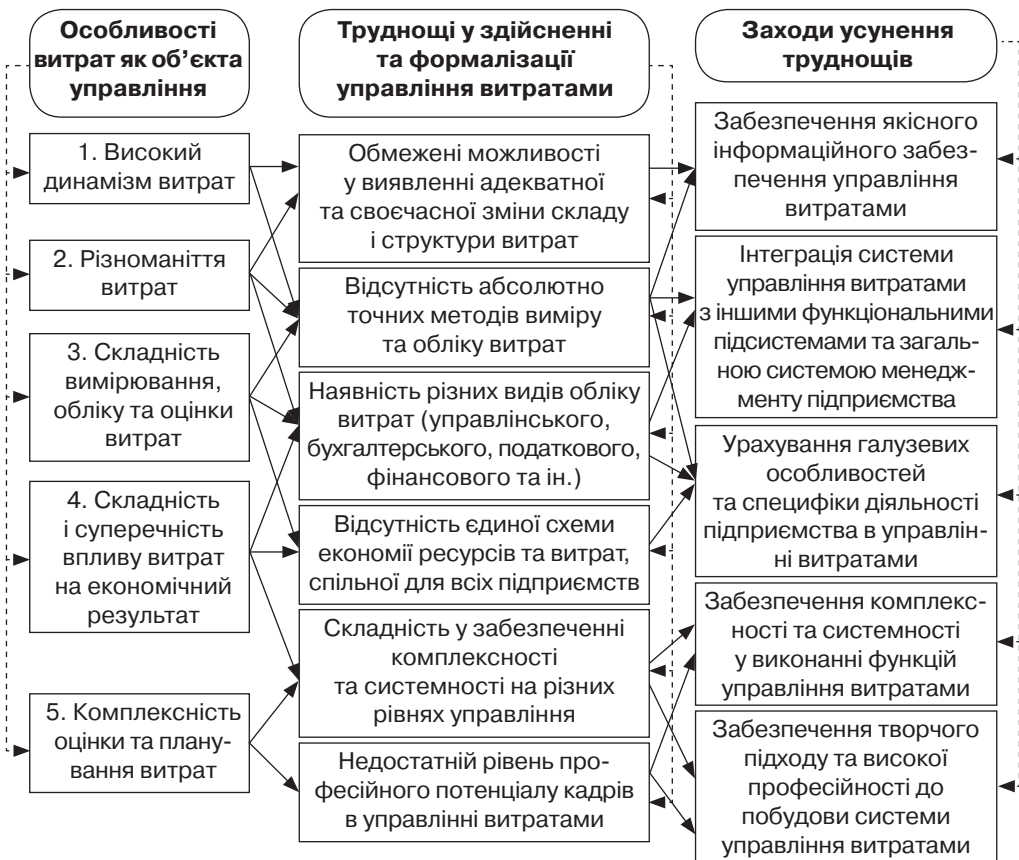 Особливості
витрат як об’єкта
управління
1. Високий
динамізм витрат
2. Різноманіття
витрат
3. Складність
вимірювання,
обліку та оцінки
витрат
4. Складність
і суперечність
впливу витрат
на економічний
результат
5. Комплексність
оцінки та плану-
вання витрат
Труднощі у здійсненні
та формалізації
управління витратами
Обмежені можливості
у виявленні адекватної
та своєчасної зміни складу
і структури витрат
Відсутність абсолютно
точних методів виміру
та обліку витрат
Наявність різних видів обліку
витрат (управлінського,
бухгалтерського, податкового,
фінансового та ін.)
Відсутність єдиної схеми
економії ресурсів та витрат,
спільної для всіх підприємств
Складність у забезпеченні
комплексності
та системності на різних
рівнях управління
Недостатній рівень про-
фесійного потенціалу кадрів
в управлінні витратами
Заходи усунення
труднощів
Забезпечення якісного
інформаційного забез-
печення управління
витратами
Інтеграція системи
управління витратами
з іншими функціональними
підсистемами та загаль-
ною системою менедж-
менту підприємства
Урахування галузевих
особливостей
та специфіки діяльності
підприємства в управлін-
ні витратами
Забезпечення комплекс-
ності та системності
у виконанні функцій
управління витратами
Забезпечення творчого
підходу та високої
професійності до
побудови системи
управління витратами